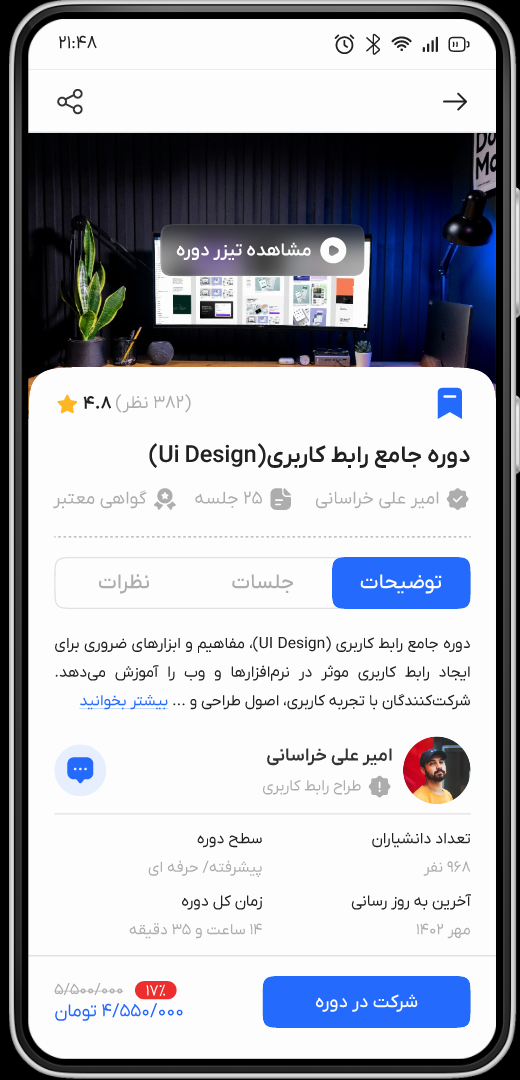 ۲۱:۴۸
Do
Mo
مشاهده تیزر دوره
۴.۸ (۳۸۲ نظر)
دوره جامع رابط کاربری(Ui Design)
امیر علی خراسانی ۲۵ جلسه گواهی معتبر
توضیحات جلسات نظرات
دوره جامع رابط کاربری (UI Design)، مفاهیم و ابزارهای ضروری برای
ایجاد رابط کاربری موثر در نرم‌افزارها و وب را آموزش می‌دهد.
شرکت‌کنندگان با تجربه کاربری، اصول طراحی و ... بیشتر بخوانید
امیر علی خراسانی
طراح رابط کاربری
تعداد دانشیاران سطح دوره
۹۶۸ نفر پیشرفته/ حرفه ای
آخرین به روز رسانی زمان کل دوره
مهر ۱۴۰۲ ۱۴ ساعت و ۳۵ دقیقه
۱۷٪ ۵/۵۰۰/۰۰۰
شرکت در دوره ۴/۵۵۰/۰۰۰ تومان